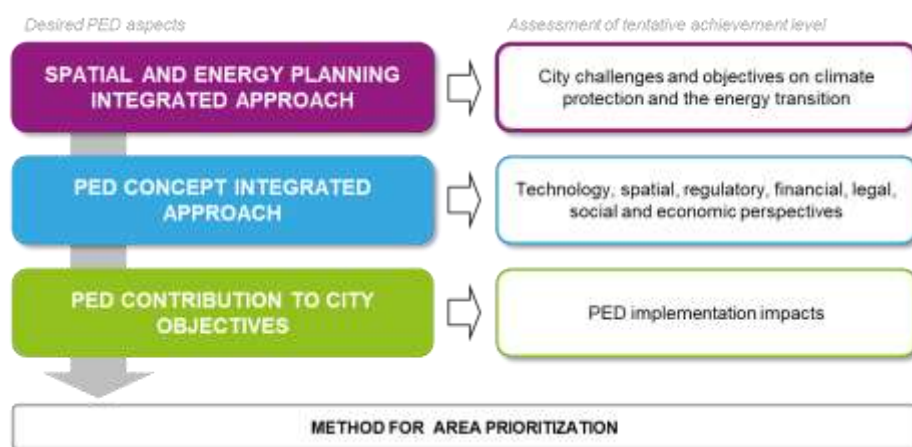 Desired PED aspects
Assessment of tentative achievement level
SPATIAL AND ENERGY PLANNING
INTEGRATED APPROACH
City challenges and objectives on climate
protection and the energy transition
PED CONCEPT INTEGRATED
APPROACH
Technology, spatial, regulatory, financial, legal,
social and economic perspectives
PED CONTRIBUTION TO CITY
OBJECTIVES
PED implementation impacts
METHOD FOR AREA PRIORITIZATION